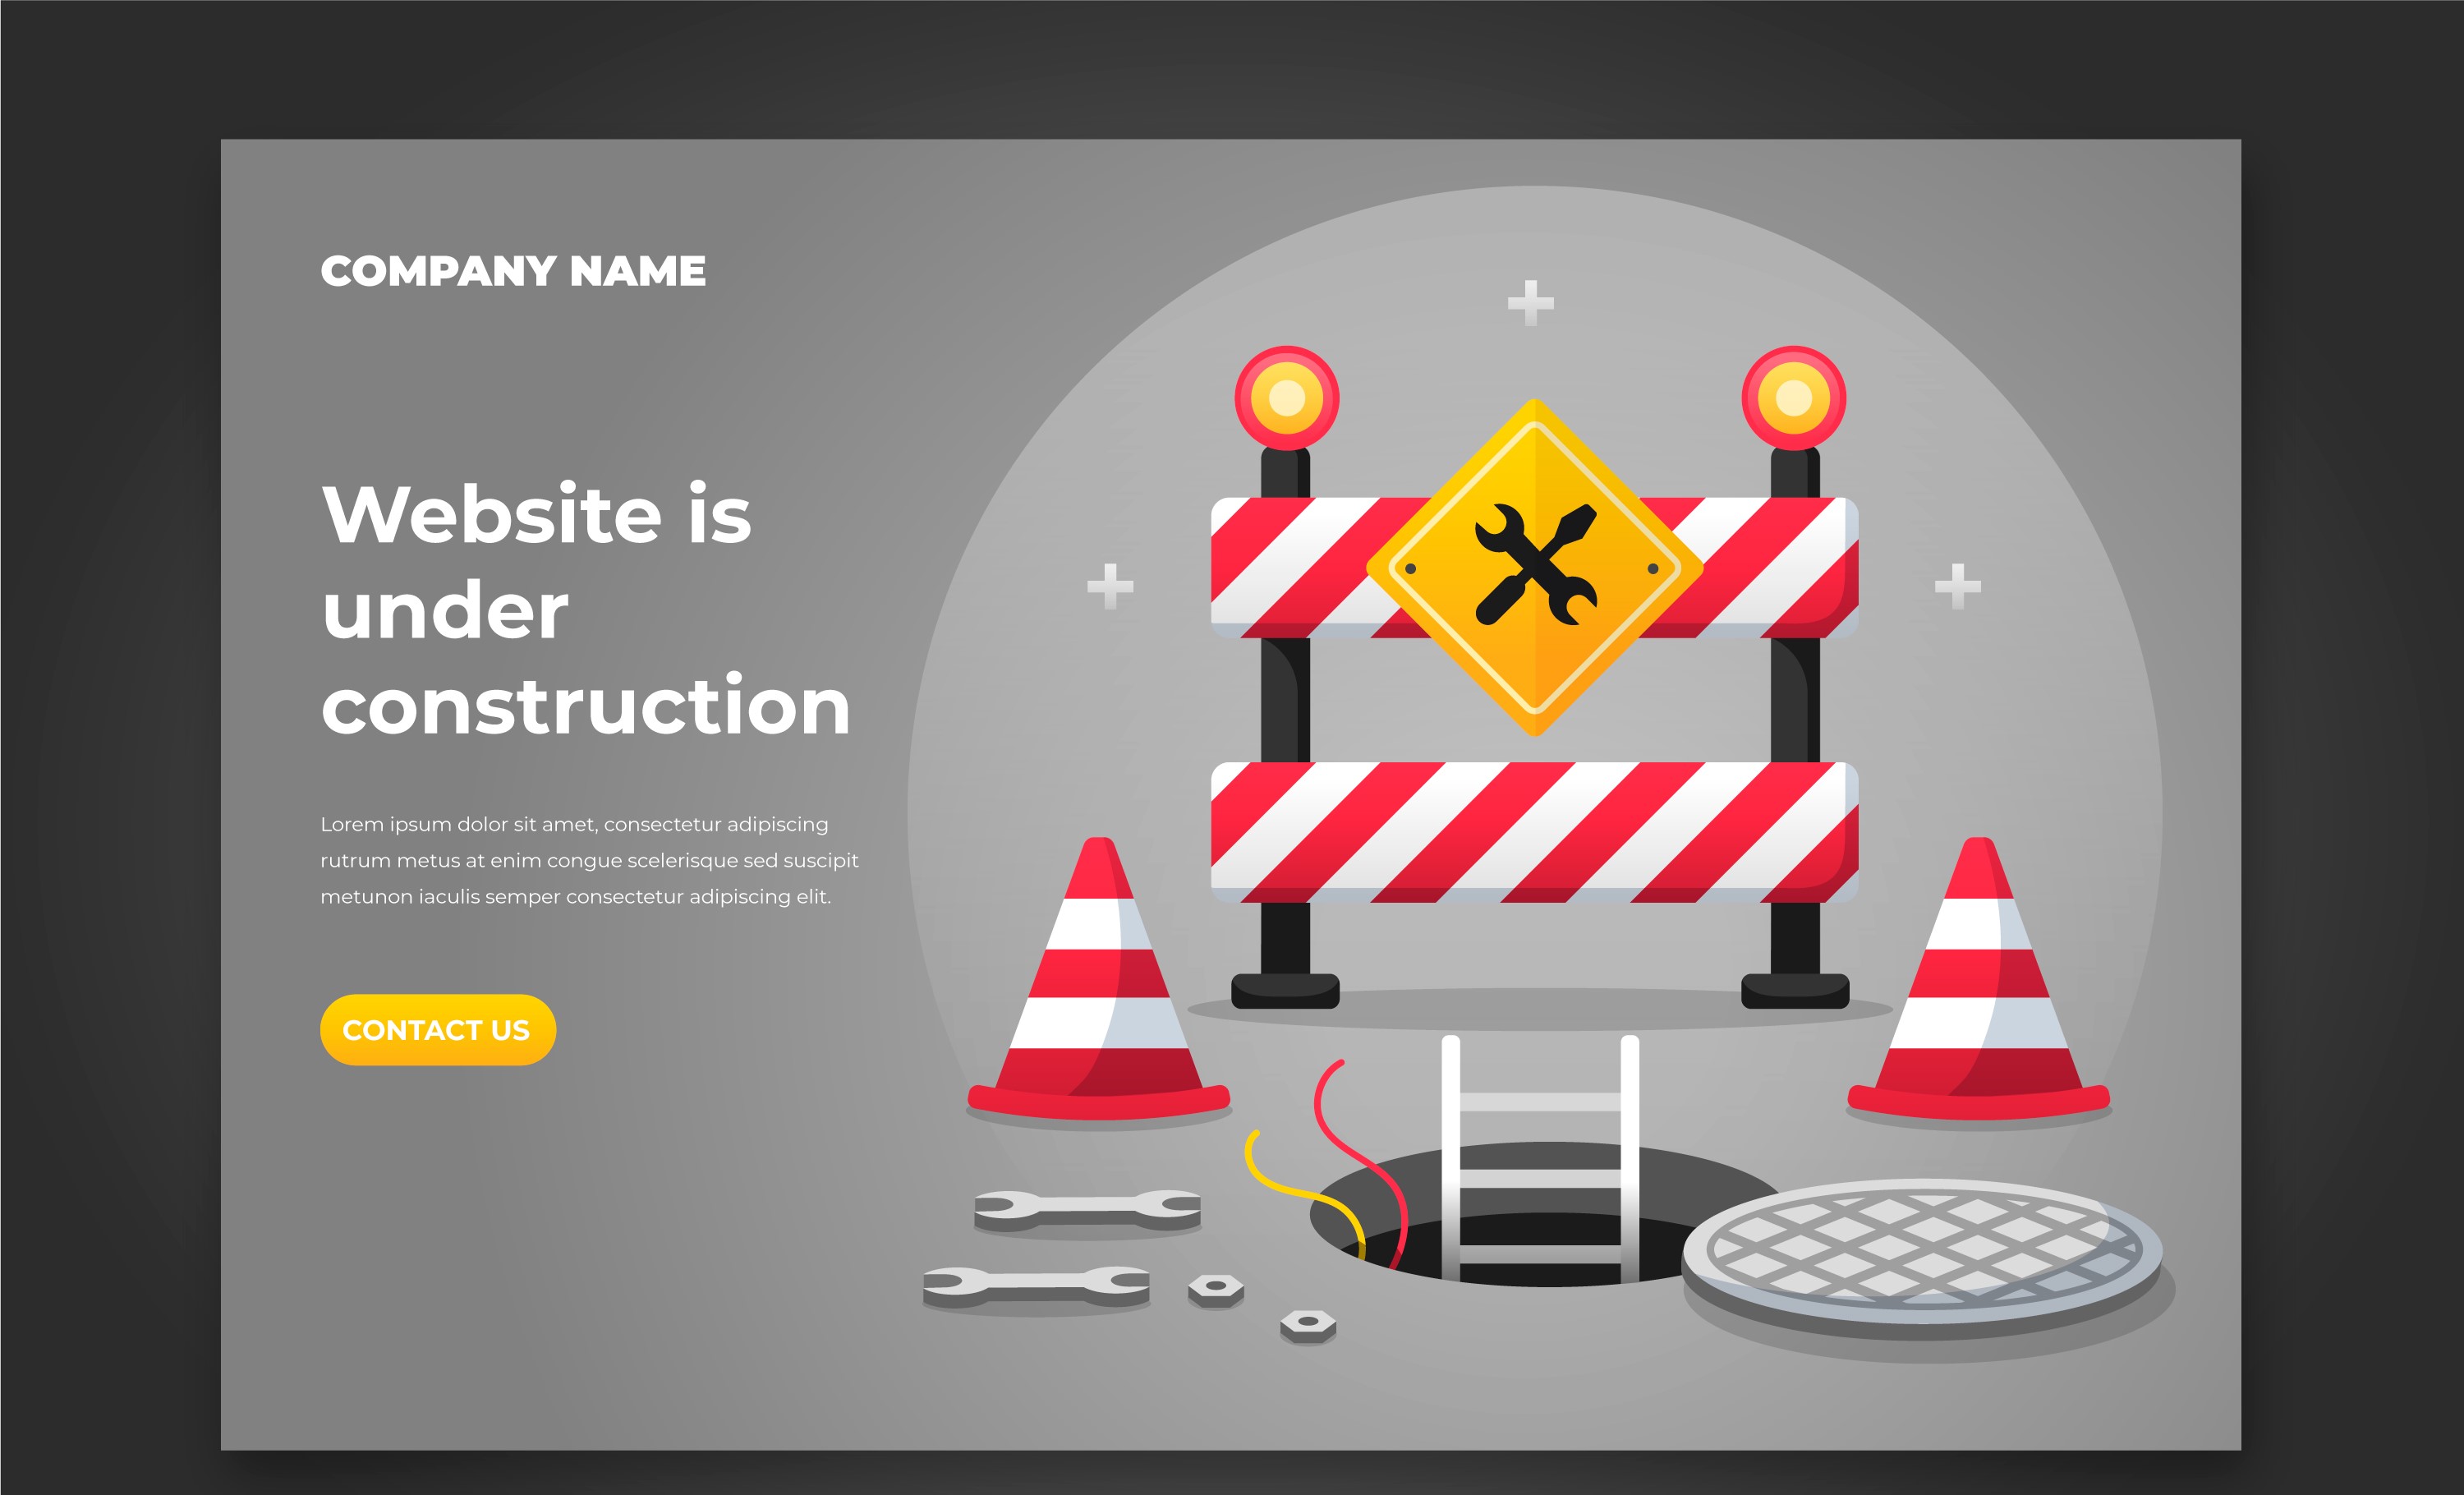 COMPANY NAME
Website is
under
construction
Lorem ipsum dolor sit amet, consectetur adipiscing
rutrum metus at enim congue scelerisque sed suscipit
metunon iaculis semper consectetur adipiscing elit.
CONTACT US